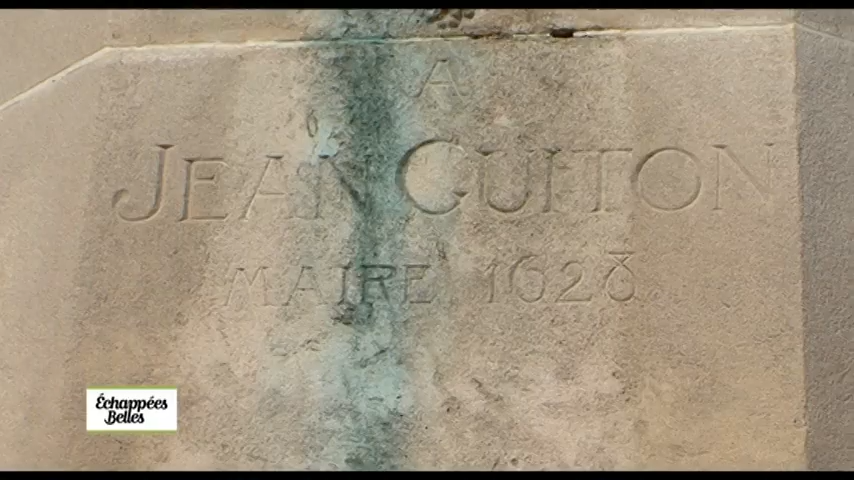 A
JEAN GUITON
MAIRE 1628
Échappées
Belles